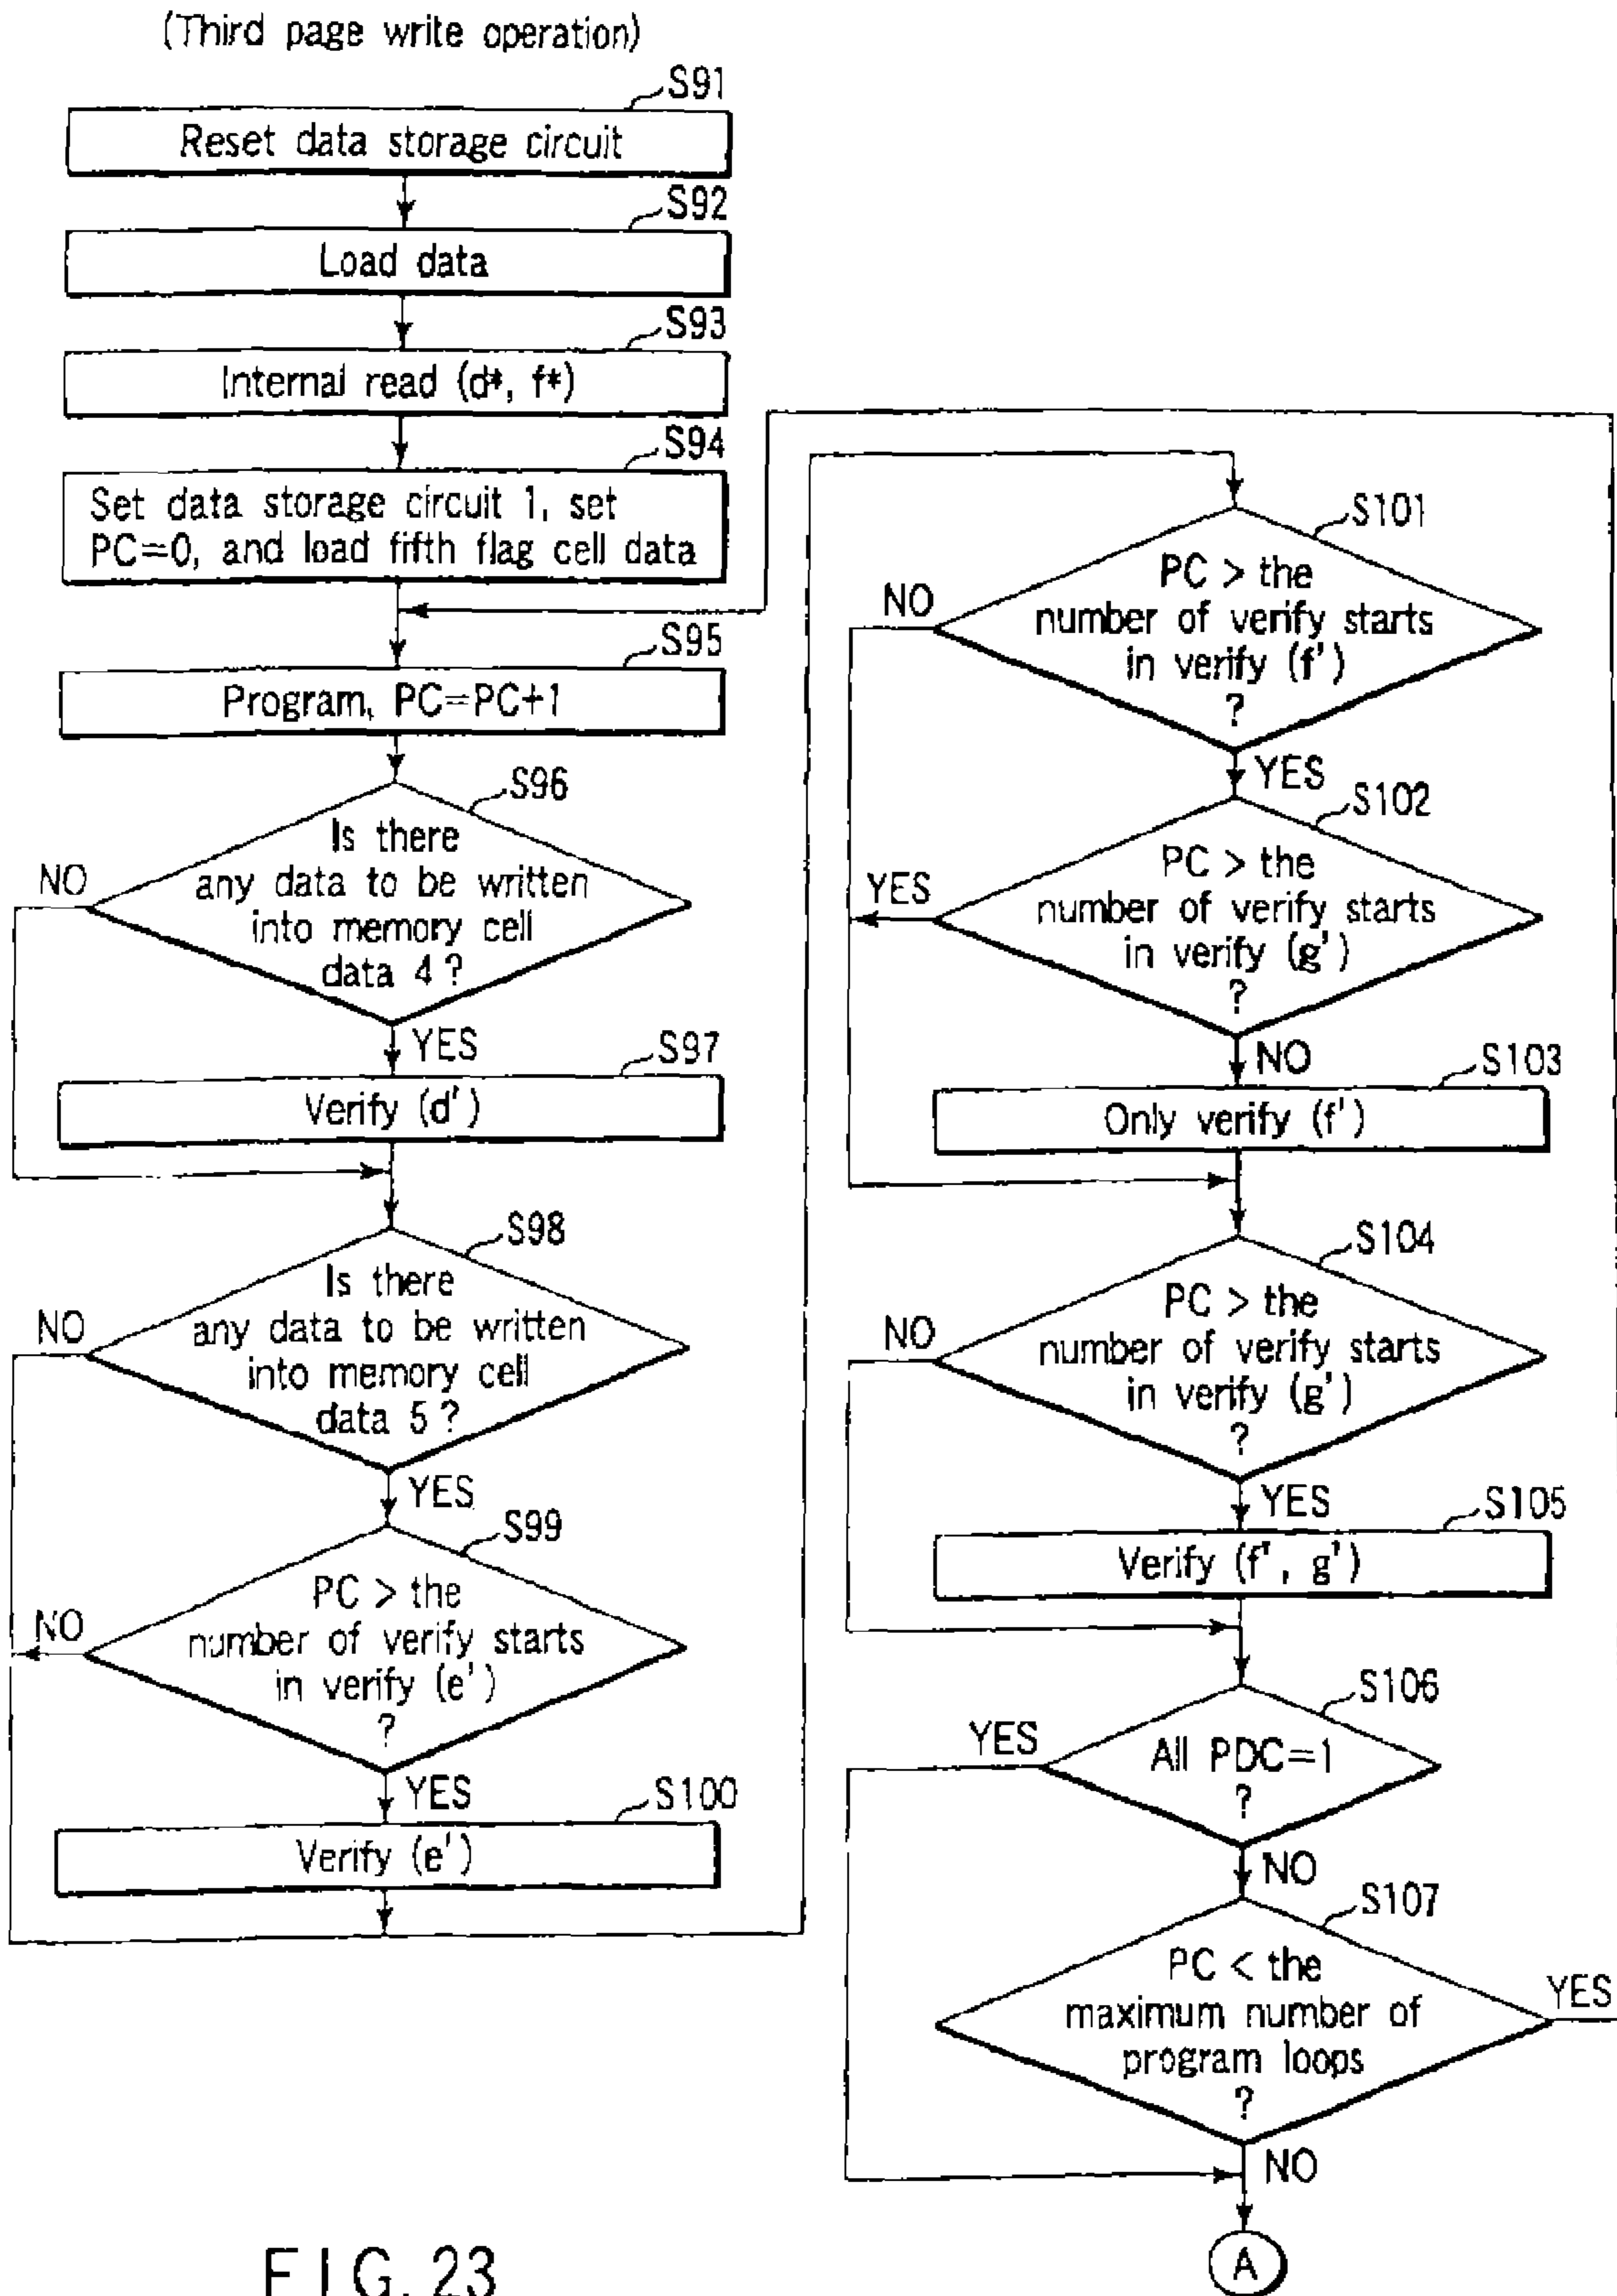 (Third page write operation)
S91
Reset data storage circuit
S92
Load data
S93
Internal read (d*, f*)
S94
Set data storage circuit 1, set
PC=0, and load fifth flag cell data
S95
Program, PC=PC+1
S96
Is there
any data to be written
into memory cell
data 4 ?
NO
YES
S97
Verify (d')
S98
Is there
any data to be written
into memory cell
data 5 ?
NO
YES
S99
PC > the
number of verify starts
in verify (e')
?
NO
YES
S100
Verify (e')
S101
PC > the
number of verify starts
in verify (f')
?
NO
YES
S102
PC > the
number of verify starts
in verify (g')
?
YES
NO
S103
Only verify (f')
S104
PC > the
number of verify starts
in verify (g')
?
NO
YES
S105
Verify (f', g')
S106
All PDC=1
?
YES
NO
S107
PC < the
maximum number of
program loops
?
YES
NO
A
FIG. 23